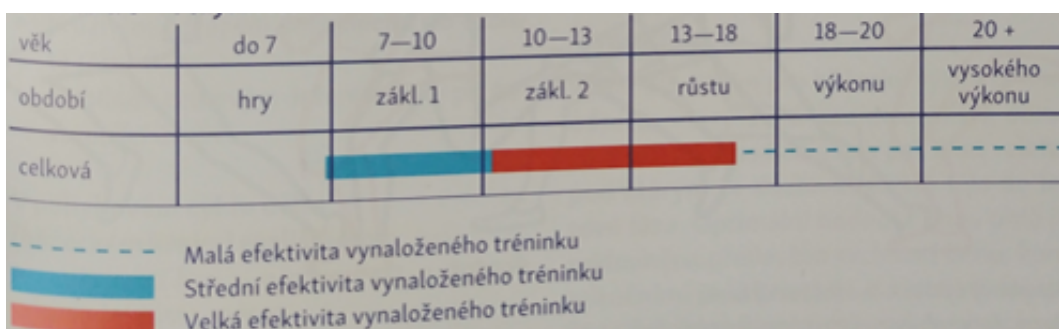 věk do 7 7—10 10—13 13—18 18—20 20 +
období hry zákl. 1 zákl. 2 růstu výkonu vysokého
výkonu
celková
Malá efektivita vynaloženého tréninku
Střední efektivita vynaloženého tréninku
Velká efektivita vynaloženého tréninku